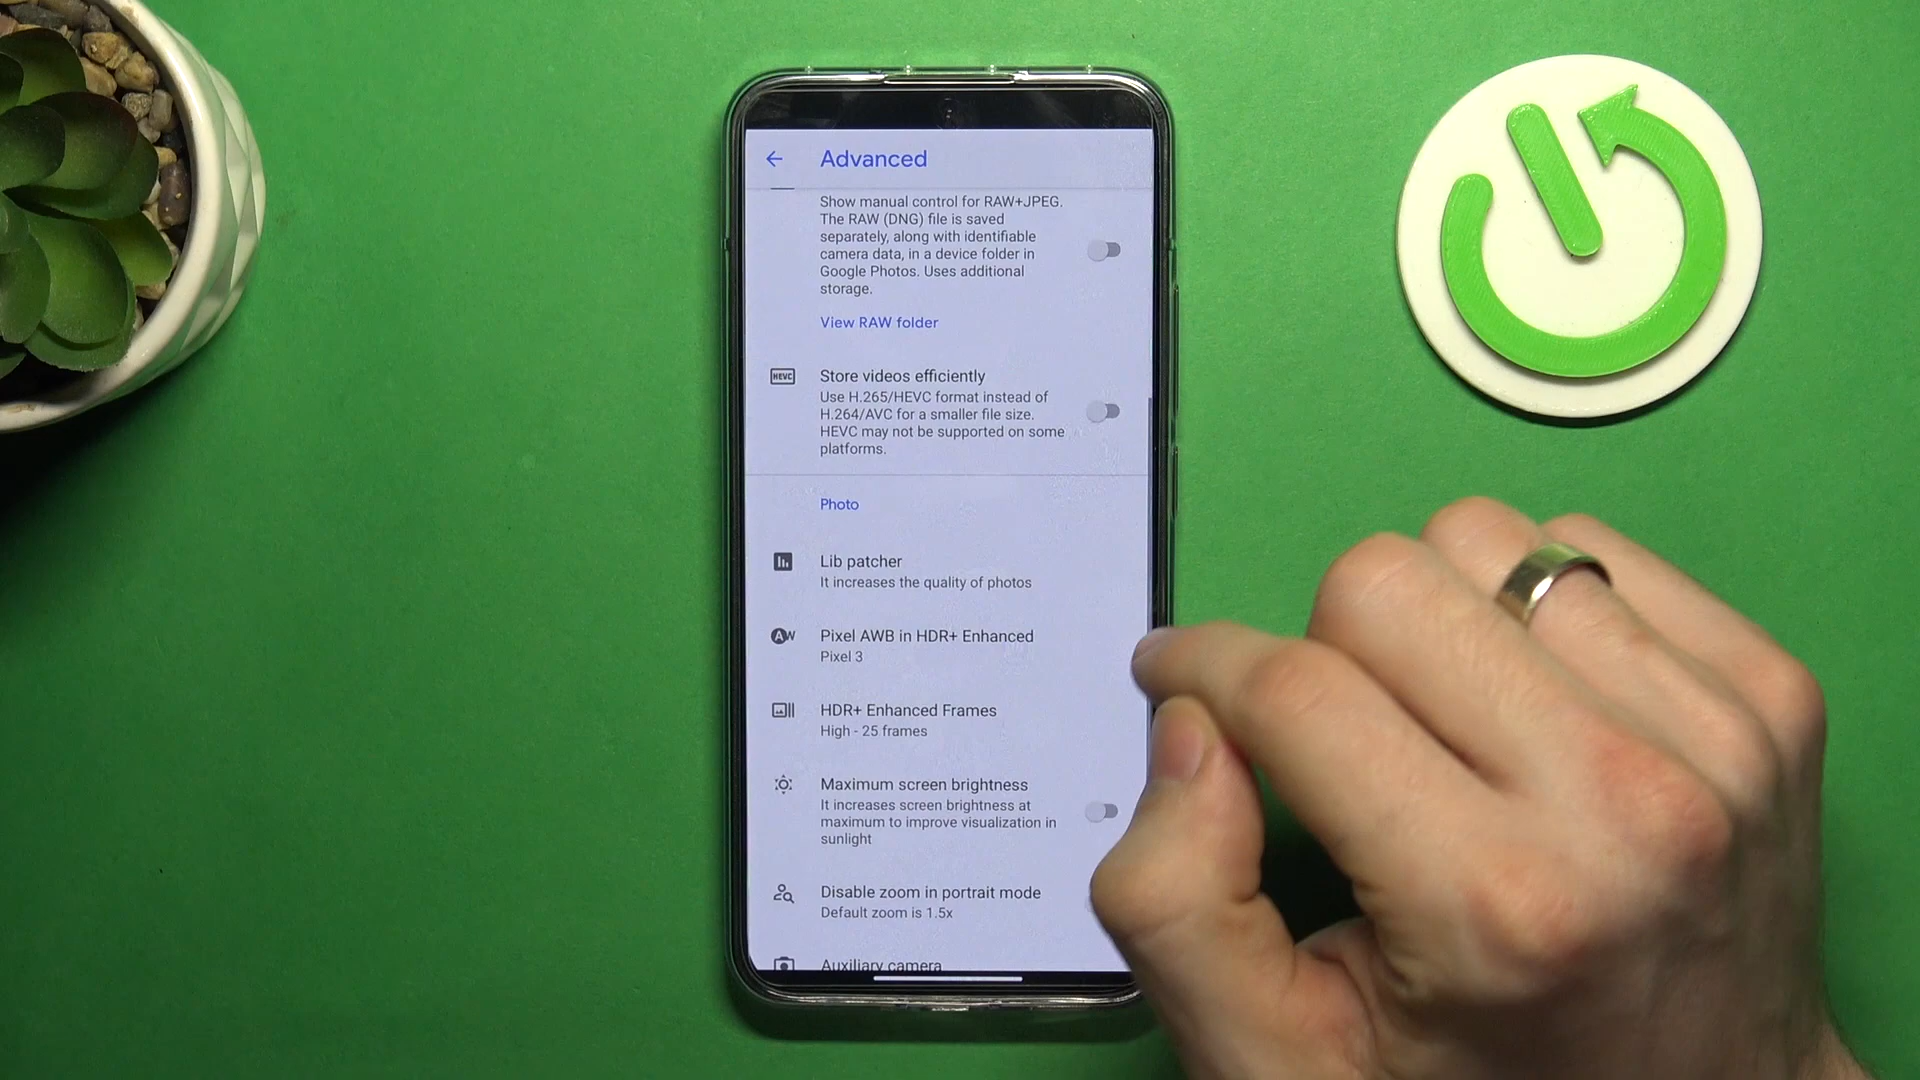 Advanced
Show manual control for RAW+JPEG.
The RAW (DNG) file is saved
separately, along with identifiable
camera data, in a device folder in
Google Photos. Uses additional
storage.
View RAW folder
HEVC
Store videos efficiently
Use H.265/HEVC format instead of
H.264/AVC for a smaller file size.
HEVC may not be supported on some
platforms.
Photo
Lib patcher
It increases the quality of photos
AW
Pixel AWB in HDR+ Enhanced
Pixel 3
HDR+ Enhanced Frames
High - 25 frames
Maximum screen brightness
It increases screen brightness at
maximum to improve visualization in
sunlight
Disable zoom in portrait mode
Default zoom is 1.5x
Auxiliary camera